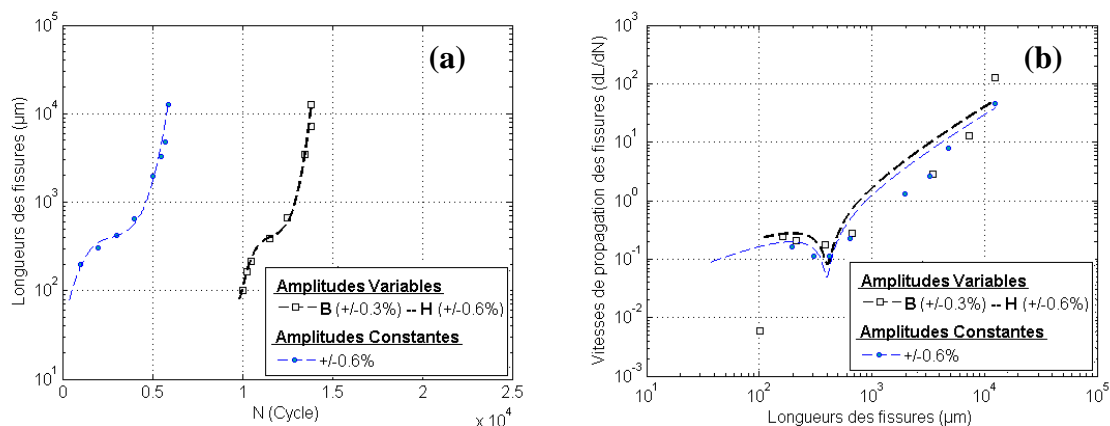 (a)
Longueurs des fissures (µm)
10^5
10^4
10^3
10^2
10^1
0
0.5
1
1.5
2
2.5
x 10^4
N (Cycle)
Amplitudes Variables
B (+/-0.3%) -- H (+/-0.6%)
Amplitudes Constantes
+/-0.6%
(b)
Vitesses de propagation des fissures (dL/dN)
10^3
10^2
10^1
10^0
10^-1
10^-2
10^-3
10^1
10^2
10^3
10^4
10^5
Longueurs des fissures (µm)
Amplitudes Variables
B (+/-0.3%) -- H (+/-0.6%)
Amplitudes Constantes
+/-0.6%